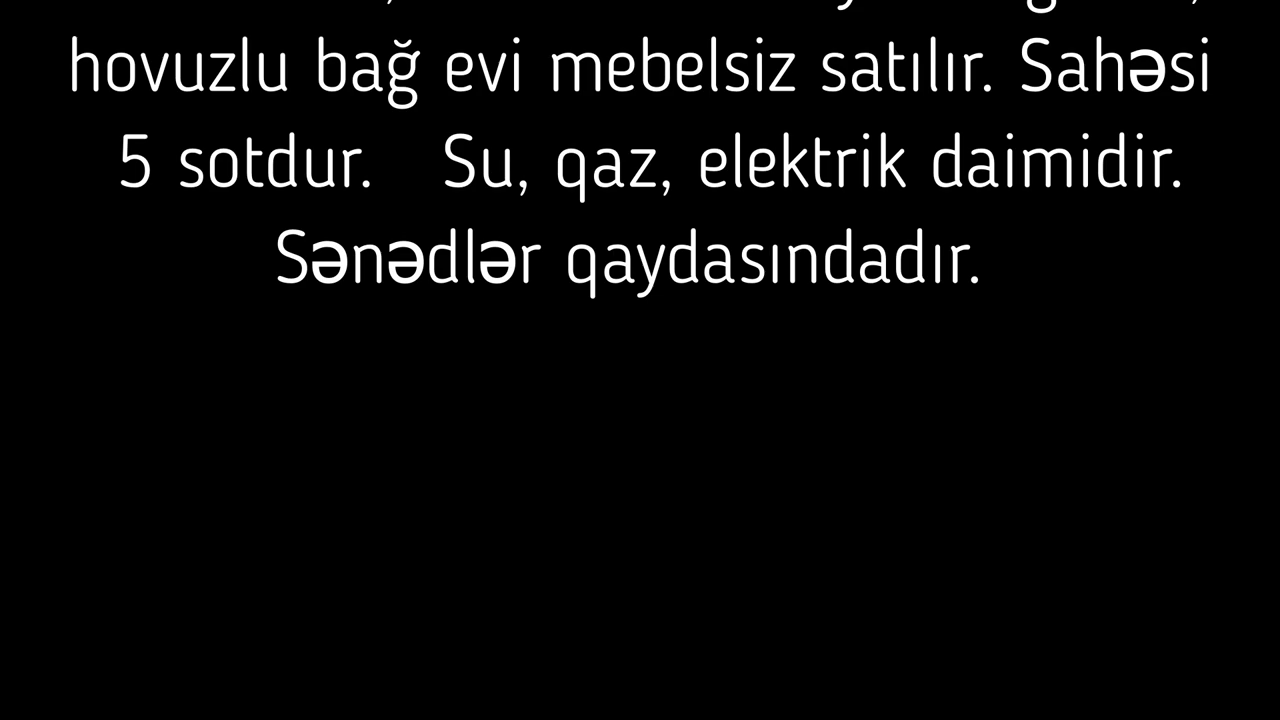 hovuzlu bağ evi mebelsiz satılır. Sahəsi
5 sotdur. Su, qaz, elektrik daimidir.
Sənədlər qaydasındadır.